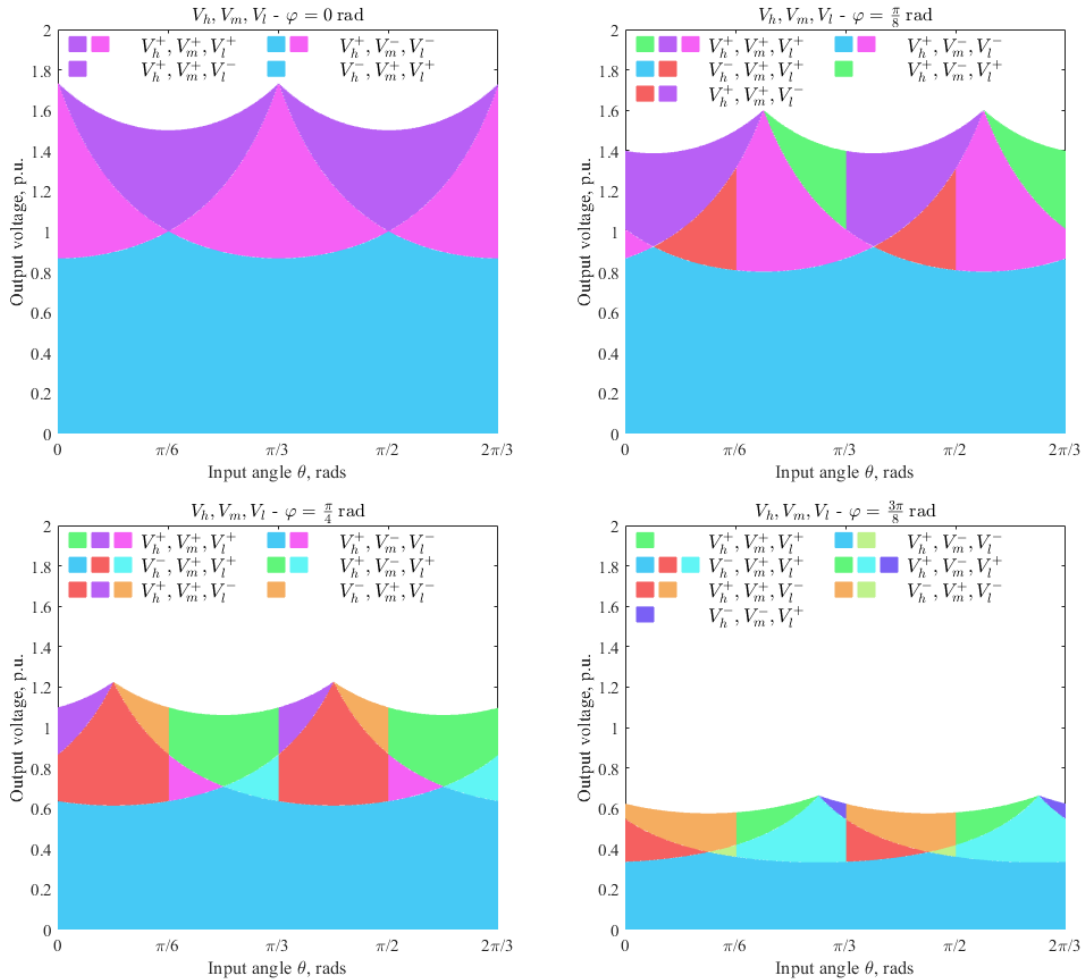 V_h, V_m, V_l - φ = 0 rad
Output voltage, p.u.
2
1.8
1.6
1.4
1.2
1
0.8
0.6
0.4
0.2
0
V_h^+, V_m^+, V_l^+ V_h^+, V_m^-, V_l^-
V_h^+, V_m^+, V_l^- V_h^-, V_m^+, V_l^+
0 π/6 π/3 π/2 2π/3
Input angle θ, rads
V_h, V_m, V_l - φ = π/8 rad
Output voltage, p.u.
2
1.8
1.6
1.4
1.2
1
0.8
0.6
0.4
0.2
0
V_h^+, V_m^+, V_l^+ V_h^+, V_m^-, V_l^-
V_h^-, V_m^+, V_l^+ V_h^+, V_m^-, V_l^+
V_h^+, V_m^+, V_l^-
0 π/6 π/3 π/2 2π/3
Input angle θ, rads
V_h, V_m, V_l - φ = π/4 rad
Output voltage, p.u.
2
1.8
1.6
1.4
1.2
1
0.8
0.6
0.4
0.2
0
V_h^+, V_m^+, V_l^+ V_h^+, V_m^-, V_l^-
V_h^-, V_m^+, V_l^+ V_h^+, V_m^-, V_l^+
V_h^+, V_m^+, V_l^- V_h^-, V_m^+, V_l^-
0 π/6 π/3 π/2 2π/3
Input angle θ, rads
V_h, V_m, V_l - φ = 3π/8 rad
Output voltage, p.u.
2
1.8
1.6
1.4
1.2
1
0.8
0.6
0.4
0.2
0
V_h^+, V_m^+, V_l^+ V_h^+, V_m^-, V_l^-
V_h^-, V_m^+, V_l^+ V_h^+, V_m^-, V_l^+
V_h^+, V_m^+, V_l^- V_h^-, V_m^+, V_l^-
V_h^-, V_m^-, V_l^+
0 π/6 π/3 π/2 2π/3
Input angle θ, rads